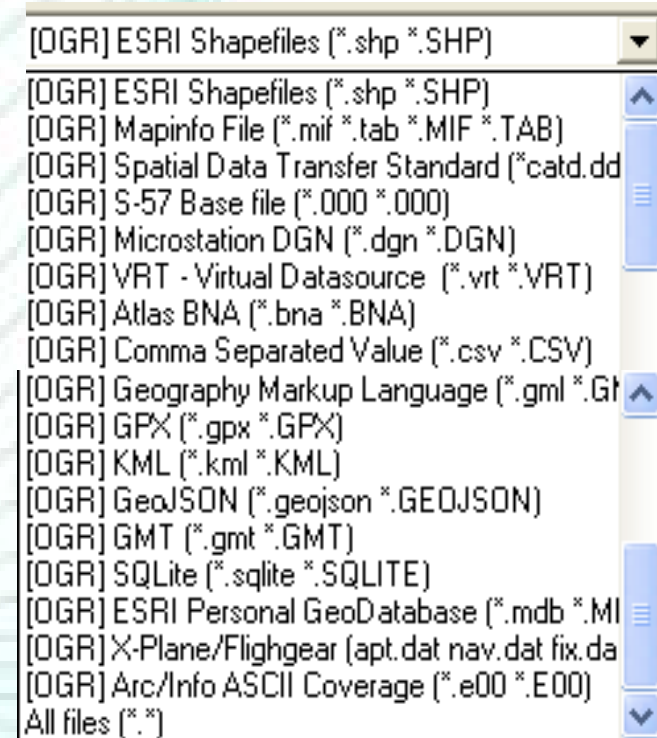 [OGR] ESRI Shapefiles (*.shp *.SHP)
[OGR] ESRI Shapefiles (*.shp *.SHP)
[OGR] Mapinfo File (*.mif *.tab *.MIF *.TAB)
[OGR] Spatial Data Transfer Standard (*catd.dd
[OGR] S-57 Base file (*.000 *.000)
[OGR] Microstation DGN (*.dgn *.DGN)
[OGR] VRT - Virtual Datasource (*.vrt *.VRT)
[OGR] Atlas BNA (*.bna *.BNA)
[OGR] Comma Separated Value (*.csv *.CSV)
[OGR] Geography Markup Language (*.gml *.GM
[OGR] GPX (*.gpx *.GPX)
[OGR] KML (*.kml *.KML)
[OGR] GeoJSON (*.geojson *.GEOJSON)
[OGR] GMT (*.gmt *.GMT)
[OGR] SQLite (*.sqlite *.SQLITE)
[OGR] ESRI Personal GeoDatabase (*.mdb *.MI
[OGR] X-Plane/Flighgear (apt.dat nav.dat fix.da
[OGR] Arc/Info ASCII Coverage (*.e00 *.E00)
All files (*.*)